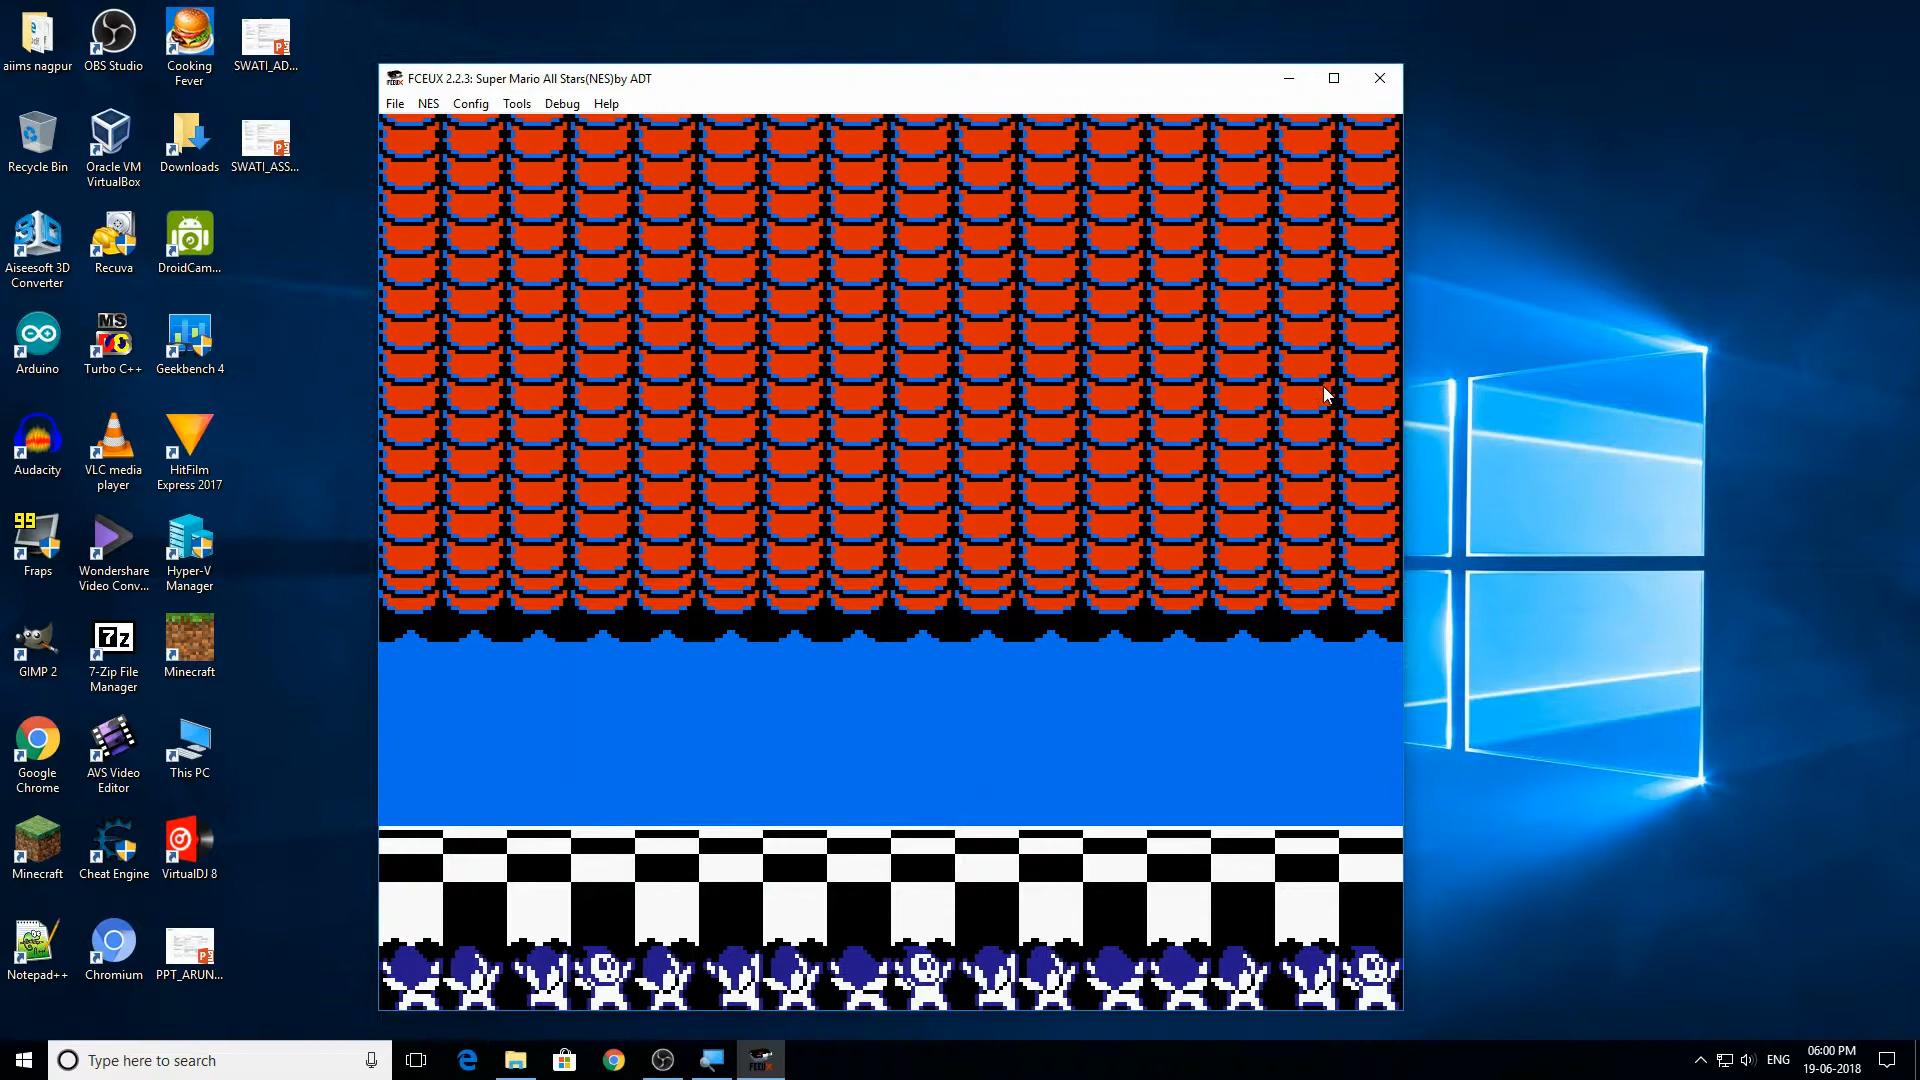 aiims nagpur
OBS Studio
Cooking
Fever
SWATI_AD...
Recycle Bin
Oracle VM
VirtualBox
Downloads
SWATI_ASS...
Aiseesoft 3D
Converter
Recuva
DroidCam...
Arduino
MS
Turbo C++
Geekbench 4
Audacity
VLC media
player
HitFilm
Express 2017
99
Fraps
Wondershare
Video Conv...
Hyper-V
Manager
GIMP 2
7z
7-Zip File
Manager
Minecraft
Google
Chrome
AVS Video
Editor
This PC
Minecraft
Cheat Engine
VirtualDJ 8
Notepad++
Chromium
PPT_ARUN...
FCEUX 2.2.3: Super Mario All Stars(NES)by ADT
File NES Config Tools Debug Help
Type here to search
ENG
06:00 PM
19-06-2018